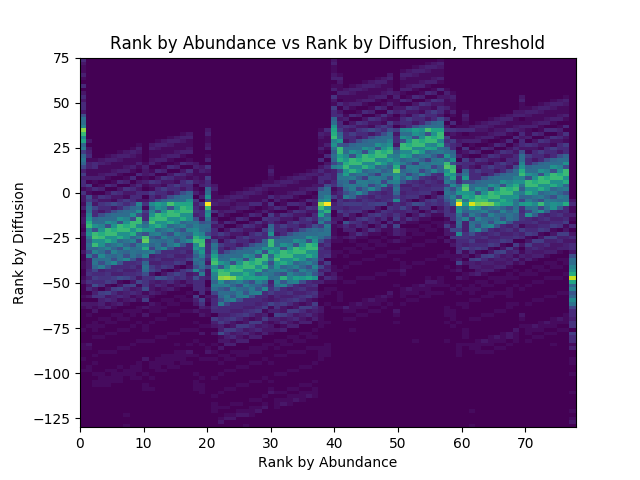 Rank by Abundance vs Rank by Diffusion, Threshold
75
50
25
0
−25
−50
−75
−100
−125
Rank by Diffusion
0 10 20 30 40 50 60 70
Rank by Abundance